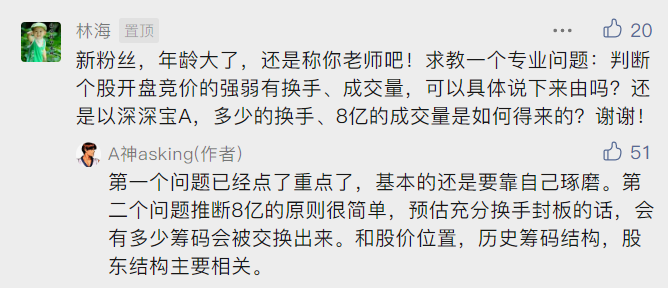 林海 置顶 ••• 20
新粉丝，年龄大了，还是称你老师吧！求教一个专业问题：判断
个股开盘竞价的强弱有换手、成交量，可以具体说下来由吗？还
是以深深宝A，多少的换手、8亿的成交量是如何得来的？谢谢！
A神asking(作者) 51
第一个问题已经点了重点了，基本的还是要靠自己琢磨。第
二个问题推断8亿的原则很简单，预估充分换手封板的话，会
有多少筹码会被交换出来。和股价位置，历史筹码结构，股
东结构主要相关。